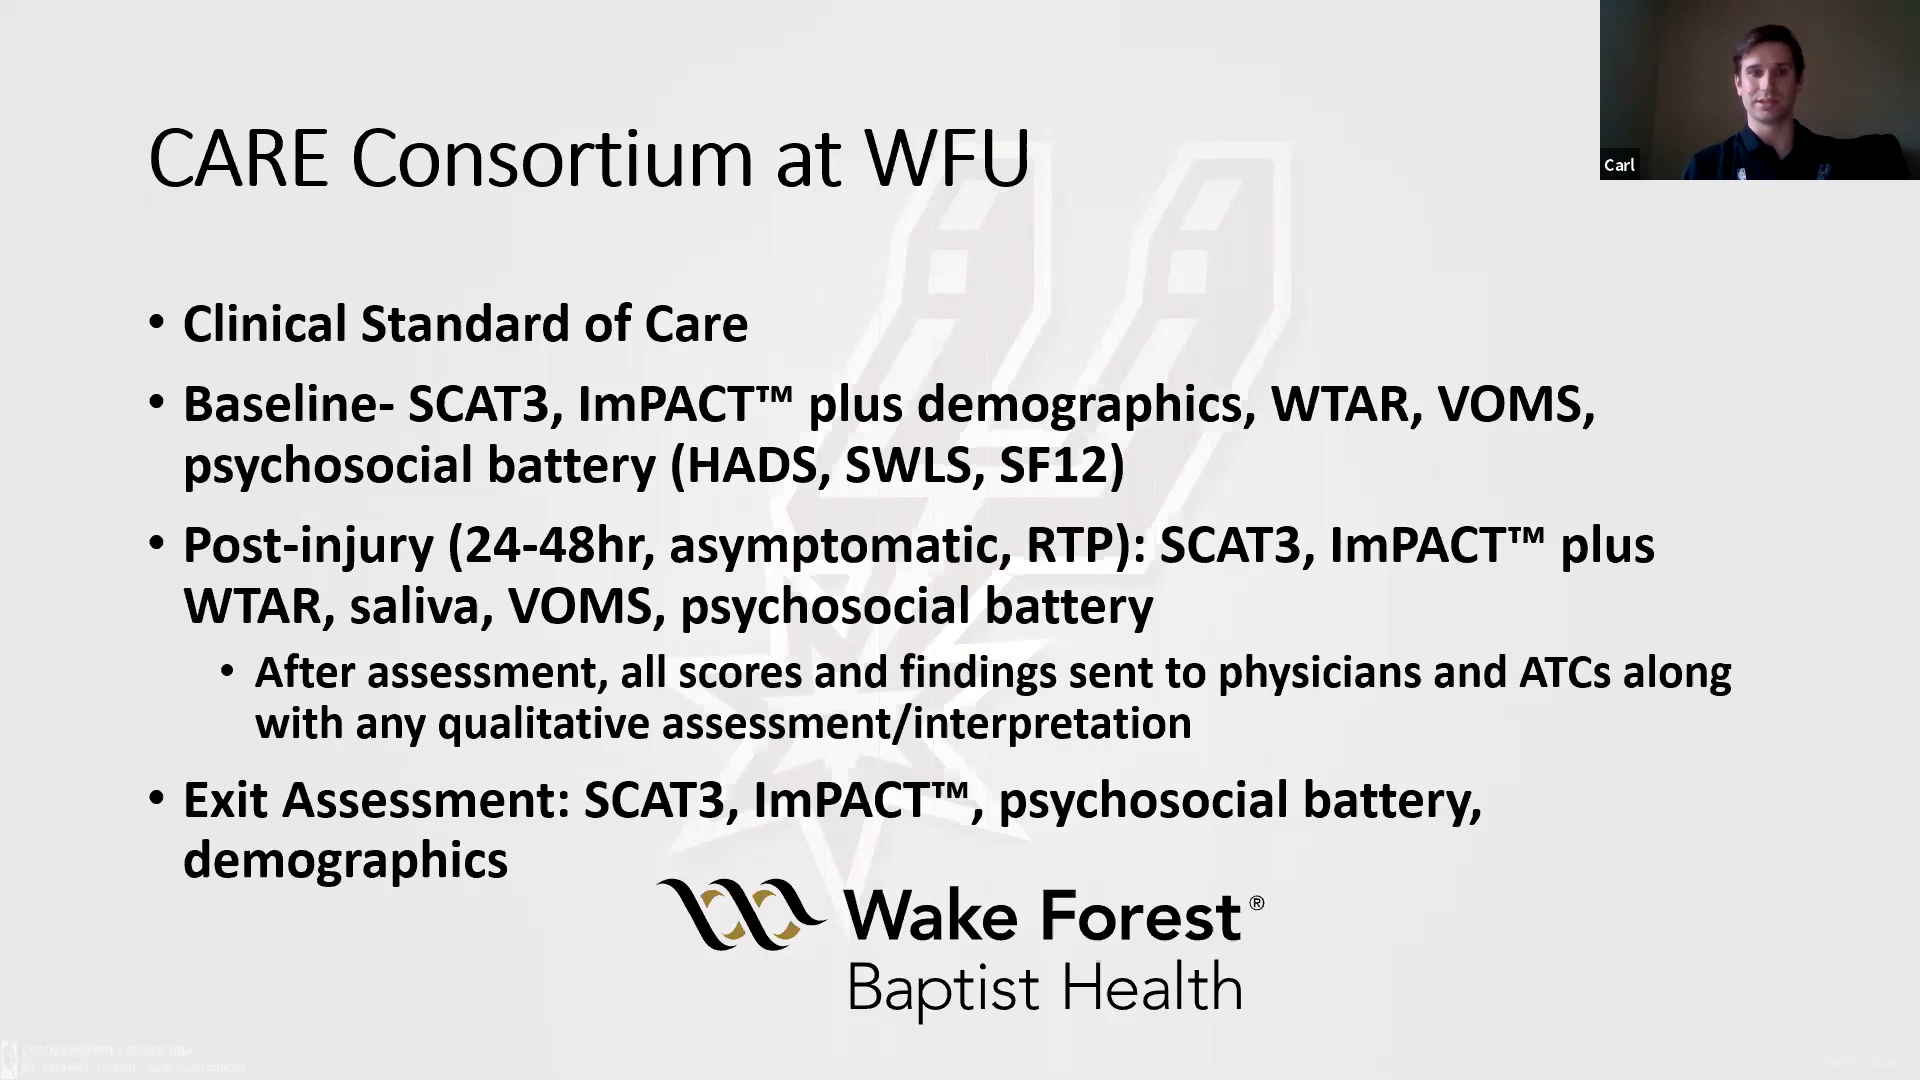 Carl
CARE Consortium at WFU
• Clinical Standard of Care
• Baseline- SCAT3, ImPACT™ plus demographics, WTAR, VOMS,
psychosocial battery (HADS, SWLS, SF12)
• Post-injury (24-48hr, asymptomatic, RTP): SCAT3, ImPACT™ plus
WTAR, saliva, VOMS, psychosocial battery
• After assessment, all scores and findings sent to physicians and ATCs along
with any qualitative assessment/interpretation
• Exit Assessment: SCAT3, ImPACT™, psychosocial battery,
demographics
Wake Forest®
Baptist Health